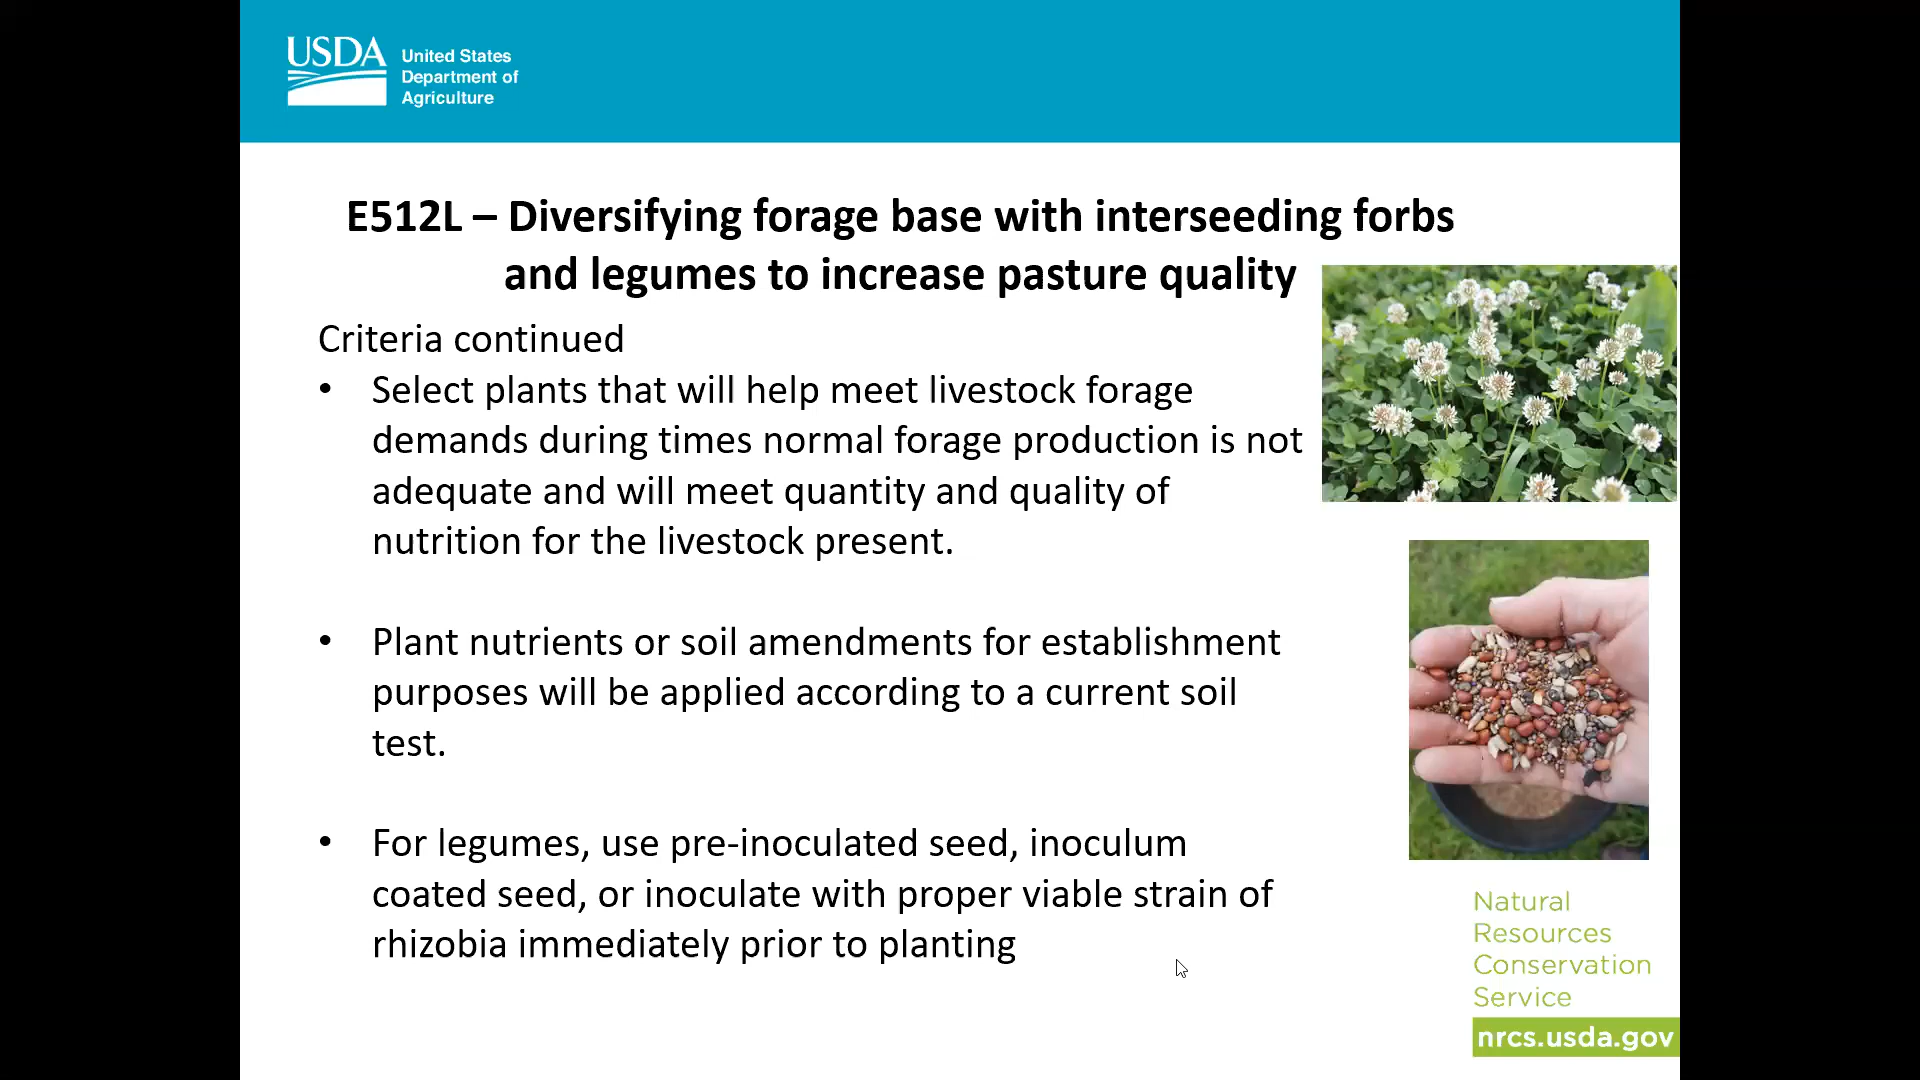 USDA
United States
Department of
Agriculture
E512L – Diversifying forage base with interseeding forbs
and legumes to increase pasture quality
Criteria continued
• Select plants that will help meet livestock forage
demands during times normal forage production is not
adequate and will meet quantity and quality of
nutrition for the livestock present.
• Plant nutrients or soil amendments for establishment
purposes will be applied according to a current soil
test.
• For legumes, use pre-inoculated seed, inoculum
coated seed, or inoculate with proper viable strain of
rhizobia immediately prior to planting
Natural
Resources
Conservation
Service
nrcs.usda.gov